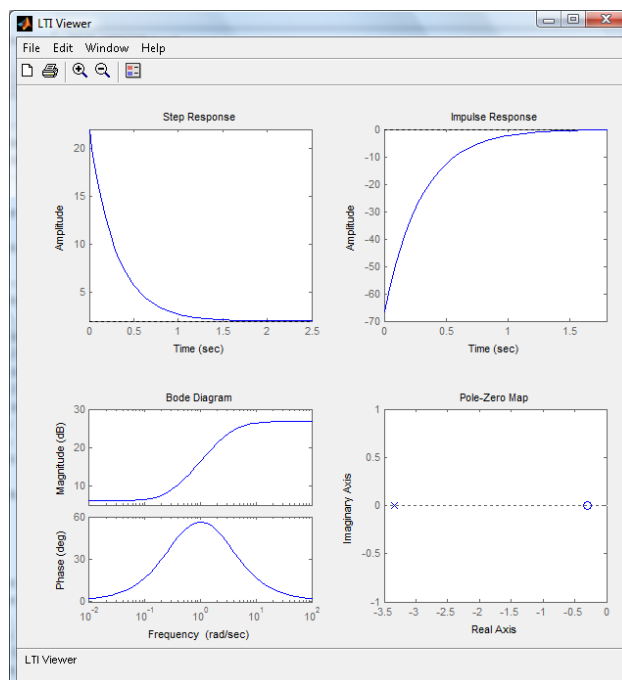 LTI Viewer
File Edit Window Help
Step Response
20
15
10
5
0 0.5 1 1.5 2 2.5
Amplitude
Time (sec)
Impulse Response
0
-10
-20
-30
-40
-50
-60
-70
0 0.5 1 1.5
Amplitude
Time (sec)
Bode Diagram
30
20
10
Magnitude (dB)
60
30
0
Phase (deg)
10^-2 10^-1 10^0 10^1 10^2
Frequency (rad/sec)
Pole-Zero Map
1
0.5
0
-0.5
-1
-3.5 -3 -2.5 -2 -1.5 -1 -0.5 0
Imaginary Axis
Real Axis
LTI Viewer